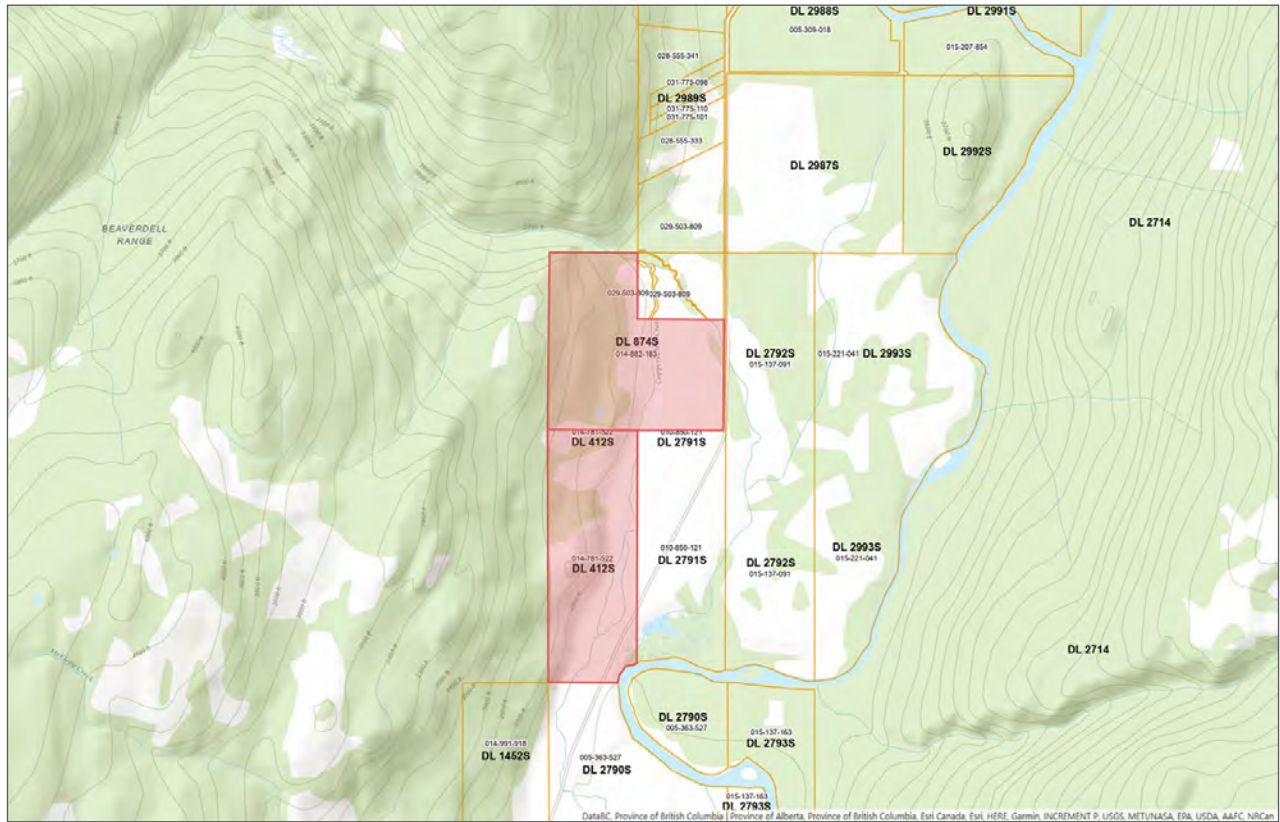 DL 2988S
005-309-018
DL 2991S
015-207-854
028-555-341
031-775-098
DL 2989S
031-775-110
031-775-101
028-555-333
DL 2987S
DL 2992S
DL 2714
BEAVERDELL
RANGE
029-503-809
029-503-809
029-503-809
DL 874S
014-882-183
DL 2792S
015-137-091
015-221-041
DL 2993S
014-781-522
DL 412S
010-850-121
DL 2791S
014-781-522
DL 412S
010-850-121
DL 2791S
DL 2792S
015-137-091
DL 2993S
015-221-041
DL 2714
DL 2790S
005-363-527
015-137-163
DL 2793S
014-991-918
DL 1452S
005-363-527
DL 2790S
015-137-163
DL 2793S
DataBC, Province of British Columbia | Province of Alberta, Province of British Columbia, Esri Canada, Esri, HERE, Garmin, INCREMENT P, USGS, METI/NASA, EPA, USDA, AAFC, NRCan